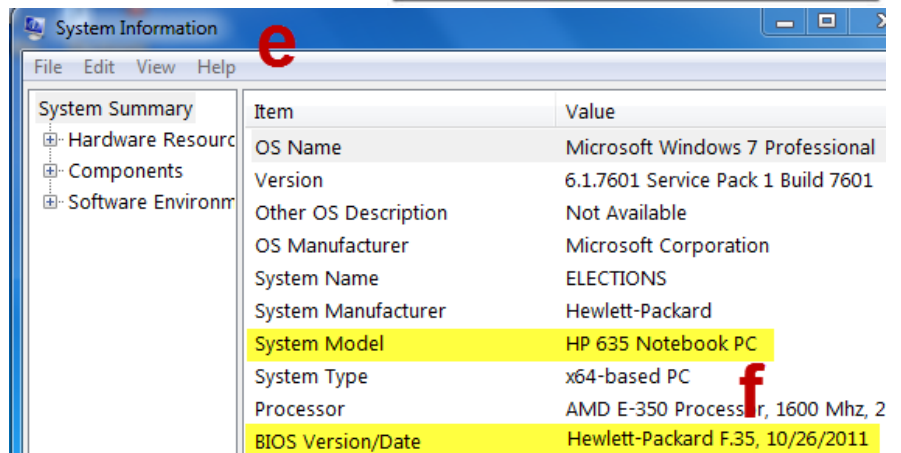 System Information
e
File Edit View Help
System Summary
Hardware Resourc
Components
Software Environm
Item Value
OS Name Microsoft Windows 7 Professional
Version 6.1.7601 Service Pack 1 Build 7601
Other OS Description Not Available
OS Manufacturer Microsoft Corporation
System Name ELECTIONS
System Manufacturer Hewlett-Packard
System Model HP 635 Notebook PC
System Type x64-based PC
f
Processor AMD E-350 Processor, 1600 Mhz, 2
BIOS Version/Date Hewlett-Packard F.35, 10/26/2011